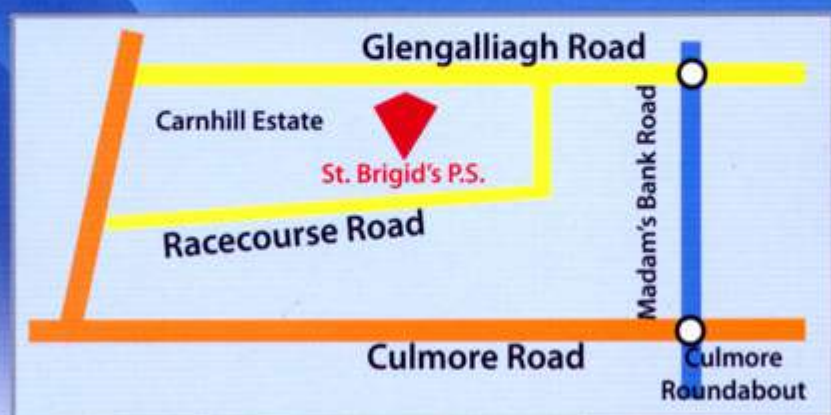 Glengalliagh Road
Carnhill Estate
St. Brigid's P.S.
Madam's Bank Road
Racecourse Road
Culmore Road
Culmore
Roundabout